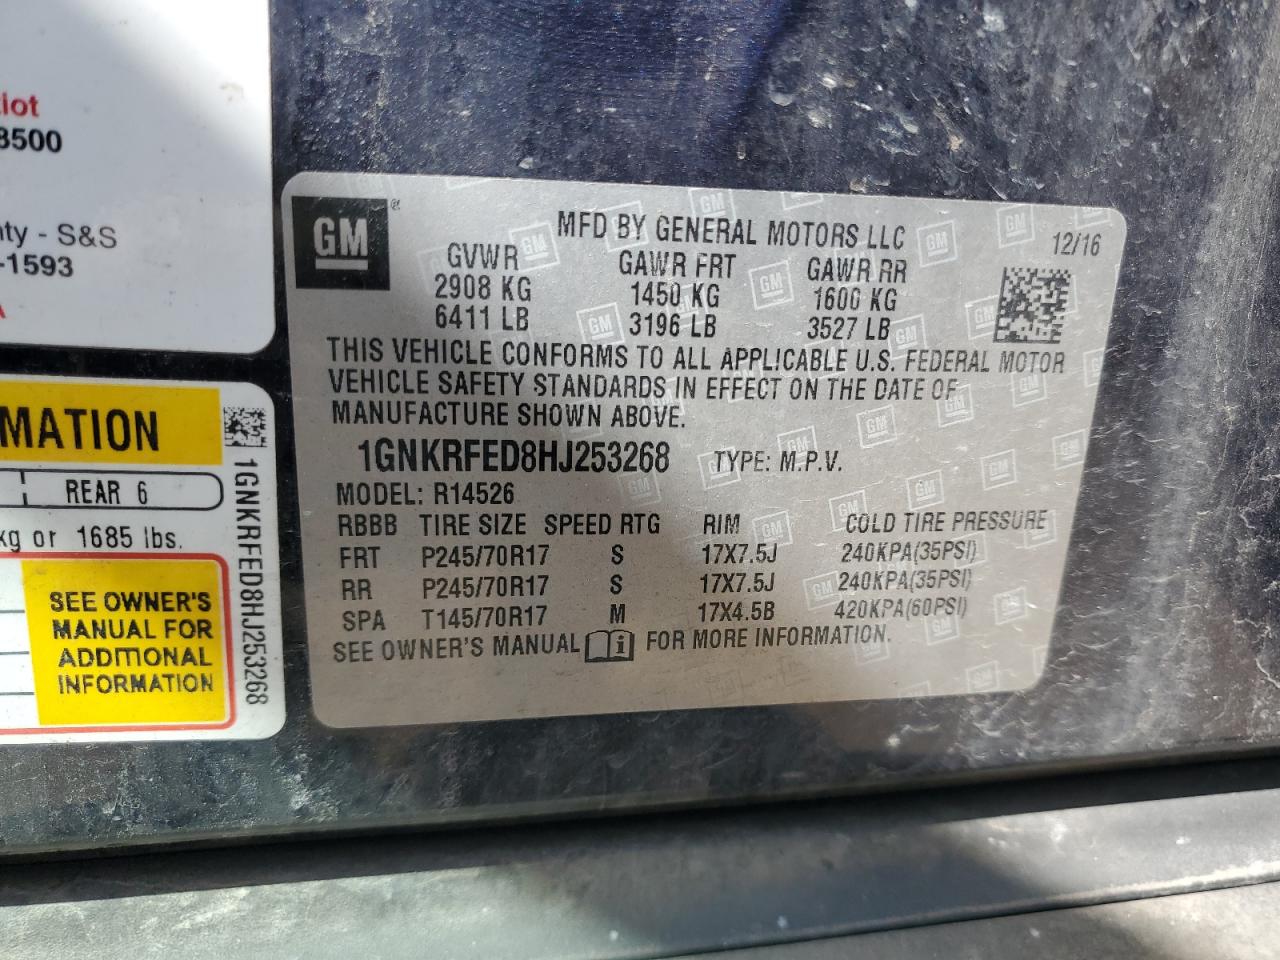 iot
8500
nty - S&S
-1593
A
MATION
REAR 6
kg or 1685 lbs.
SEE OWNER'S
MANUAL FOR
ADDITIONAL
INFORMATION
1GNKRFED8HJ253268
GM®
MFD BY GENERAL MOTORS LLC
12/16
GVWR GAWR FRT GAWR RR
2908 KG 1450 KG 1600 KG
6411 LB 3196 LB 3527 LB
THIS VEHICLE CONFORMS TO ALL APPLICABLE U.S. FEDERAL MOTOR
VEHICLE SAFETY STANDARDS IN EFFECT ON THE DATE OF
MANUFACTURE SHOWN ABOVE.
1GNKRFED8HJ253268 TYPE: M.P.V.
MODEL: R14526
RBBB TIRE SIZE SPEED RTG RIM COLD TIRE PRESSURE
FRT P245/70R17 S 17X7.5J 240KPA(35PSI)
RR P245/70R17 S 17X7.5J 240KPA(35PSI)
SPA T145/70R17 M 17X4.5B 420KPA(60PSI)
SEE OWNER'S MANUAL FOR MORE INFORMATION.